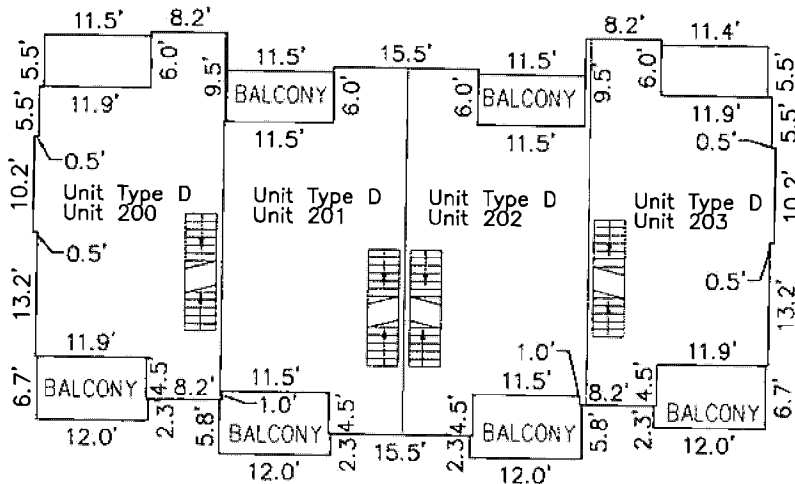 11.5' 8.2' 11.5' 15.5' 11.5' 8.2' 11.4'
5.5' 6.0' 9.5' BALCONY 6.0' 6.0' BALCONY 9.5' 6.0' 5.5'
11.9' 11.5' 11.5' 11.9'
5.5' 5.5'
0.5' 0.5'
10.2' 10.2'
Unit Type D Unit Type D Unit Type D Unit Type D
Unit 200 Unit 201 Unit 202 Unit 203
0.5' 0.5'
13.2' 13.2'
11.9' 1.0' 11.9'
6.7' BALCONY 4.5' 8.2' 11.5' 11.5' 8.2' 4.5' BALCONY 6.7'
1.0'
12.0' 2.3' 5.8' BALCONY 4.5' 4.5' BALCONY 5.8' 2.3' 12.0'
12.0' 2.3' 15.5' 2.3' 12.0'